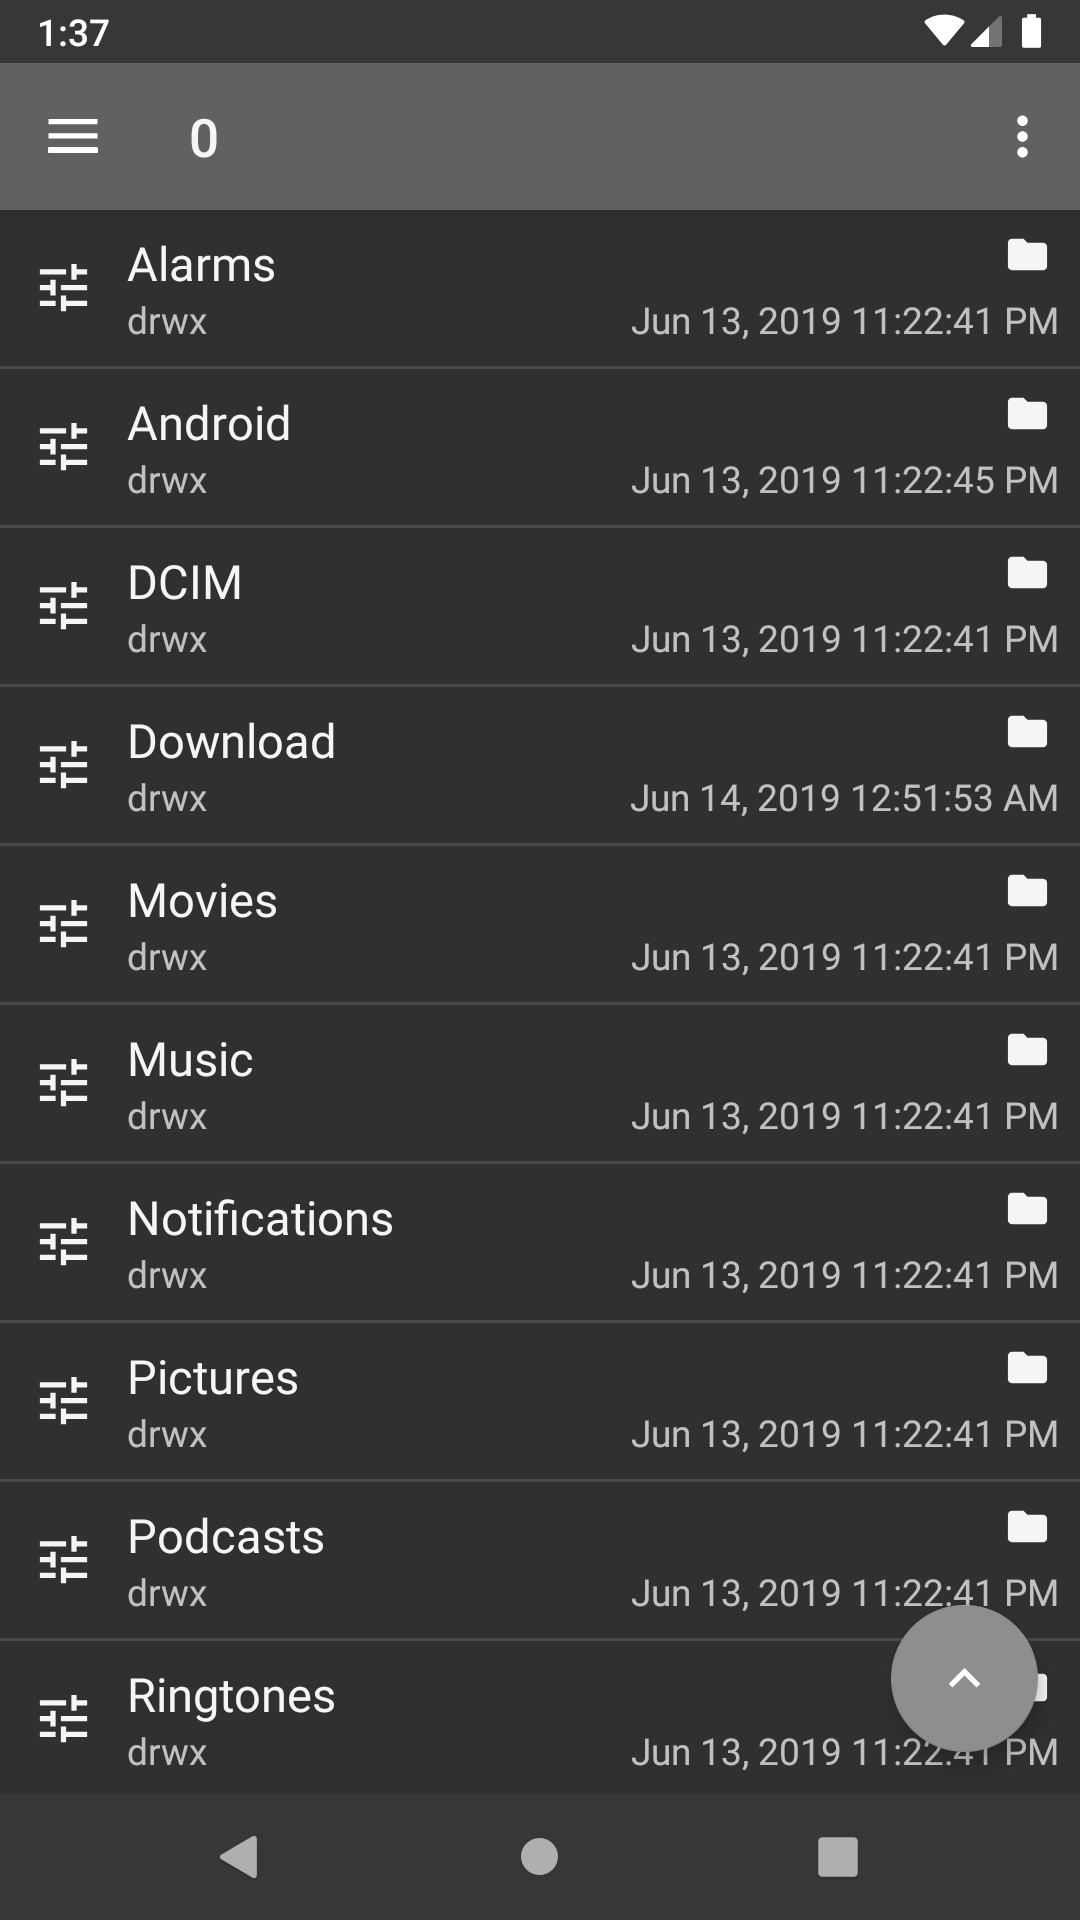 1:37
0
Alarms
drwx Jun 13, 2019 11:22:41 PM
Android
drwx Jun 13, 2019 11:22:45 PM
DCIM
drwx Jun 13, 2019 11:22:41 PM
Download
drwx Jun 14, 2019 12:51:53 AM
Movies
drwx Jun 13, 2019 11:22:41 PM
Music
drwx Jun 13, 2019 11:22:41 PM
Notifications
drwx Jun 13, 2019 11:22:41 PM
Pictures
drwx Jun 13, 2019 11:22:41 PM
Podcasts
drwx Jun 13, 2019 11:22:41 PM
Ringtones
drwx Jun 13, 2019 11:22:41 PM